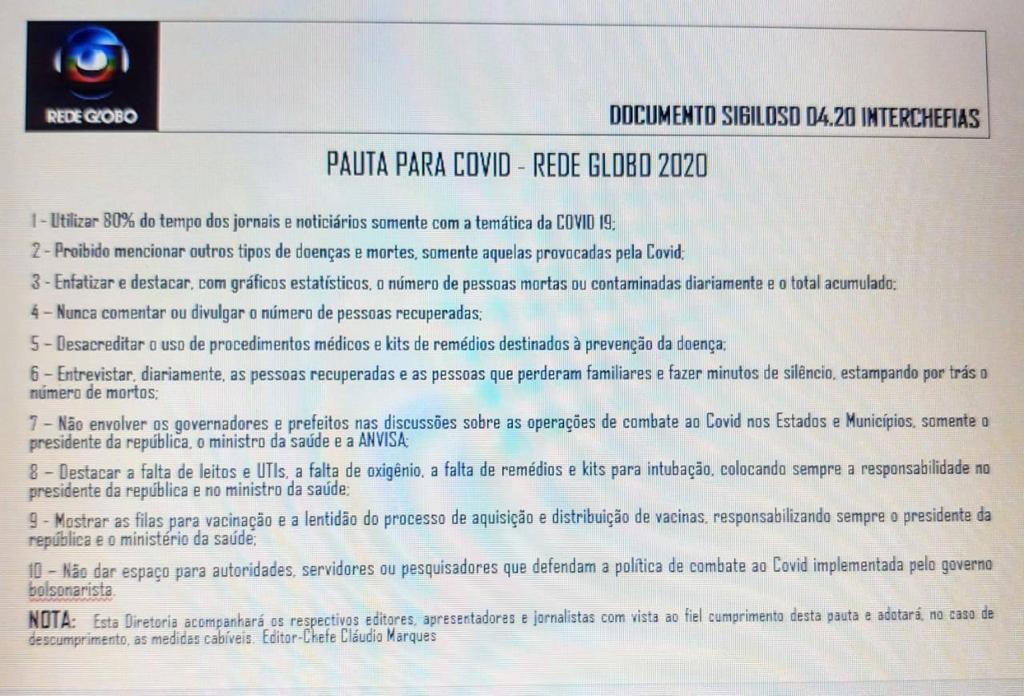 REDE GLOBO
DOCUMENTO SIGILOSO 04.20 INTERCHEFIAS
PAUTA PARA COVID - REDE GLOBO 2020
1 - Utilizar 80% do tempo dos jornais e noticiários somente com a temática da COVID 19;
2 - Proibido mencionar outros tipos de doenças e mortes, somente aquelas provocadas pela Covid;
3 - Enfatizar e destacar, com gráficos estatísticos, o número de pessoas mortas ou contaminadas diariamente e o total acumulado;
4 – Nunca comentar ou divulgar o número de pessoas recuperadas;
5 – Desacreditar o uso de procedimentos médicos e kits de remédios destinados à prevenção da doença;
6 – Entrevistar, diariamente, as pessoas recuperadas e as pessoas que perderam familiares e fazer minutos de silêncio, estampando por trás o
número de mortos;
7 – Não envolver os governadores e prefeitos nas discussões sobre as operações de combate ao Covid nos Estados e Municípios, somente o
presidente da república, o ministro da saúde e a ANVISA;
8 – Destacar a falta de leitos e UTIs, a falta de oxigênio, a falta de remédios e kits para intubação, colocando sempre a responsabilidade no
presidente da república e no ministro da saúde;
9 - Mostrar as filas para vacinação e a lentidão do processo de aquisição e distribuição de vacinas, responsabilizando sempre o presidente da
república e o ministério da saúde;
10 – Não dar espaço para autoridades, servidores ou pesquisadores que defendam a política de combate ao Covid implementada pelo governo
bolsonarista.
NOTA: Esta Diretoria acompanhará os respectivos editores, apresentadores e jornalistas com vista ao fiel cumprimento desta pauta e adotará, no caso de
descumprimento, as medidas cabíveis. Editor-Chefe Cláudio Marques